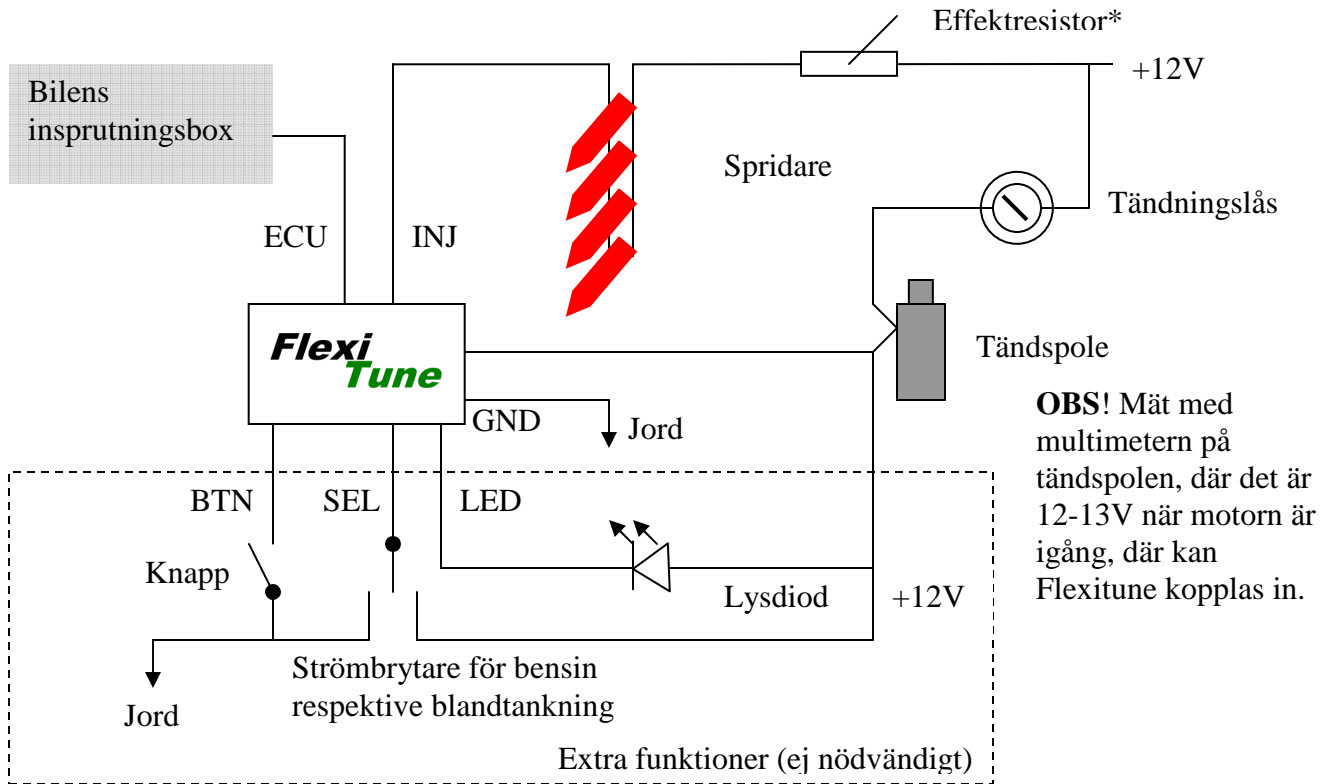 Effektresistor*
+12V
Bilens
insprutningsbox
Spridare
Tändningslås
ECU
INJ
Flexi
Tune
Tändspole
GND
Jord
OBS! Mät med
multimetern på
tändspolen, där det är
12-13V när motorn är
igång, där kan
Flexitune kopplas in.
BTN
SEL
LED
Knapp
Lysdiod
+12V
Strömbrytare för bensin
respektive blandtankning
Jord
Extra funktioner (ej nödvändigt)